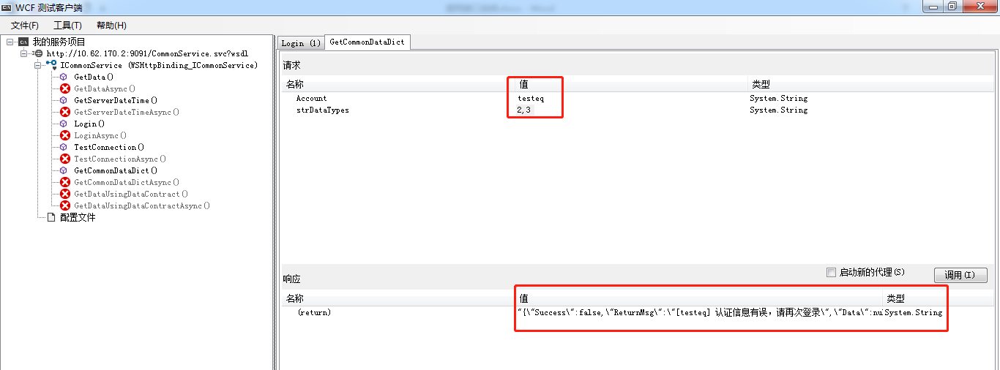 WCF 测试客户端
文件(F) 工具(T) 帮助(H)
我的服务项目
http://10.62.170.2:9091/CommonService.svc?wsdl
ICommonService (WSHttpBinding_ICommonService)
GetData()
GetDataAsync()
GetServerDateTime()
GetServerDateTimeAsync()
Login()
LoginAsync()
TestConnection()
TestConnectionAsync()
GetCommonDataDict()
GetCommonDataDictAsync()
GetDataUsingDataContract()
GetDataUsingDataContractAsync()
配置文件
Login (1) GetCommonDataDict
请求
名称 值 类型
Account testeq System.String
strDataTypes 2,3 System.String
启动新的代理(S) 调用(I)
响应
名称 值 类型
(return) "{\"Success\":false,\"ReturnMsg\":\"[testeq] 认证信息有误，请再次登录\",\"Data\":nu System.String